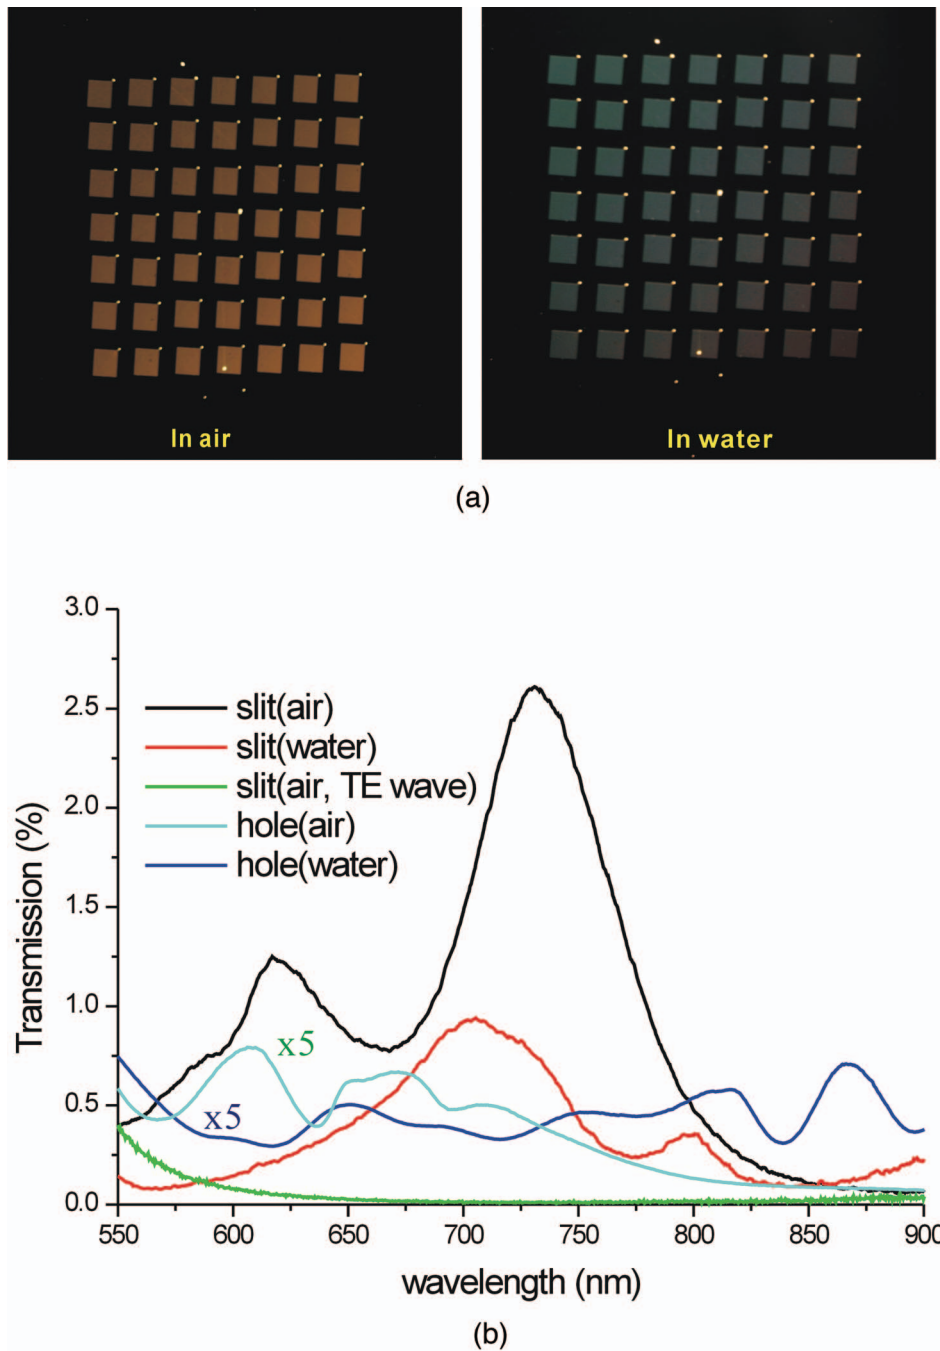 In air
In water
(a)
3.0
2.5
2.0
1.5
1.0
0.5
0.0
Transmission (%)
slit(air)
slit(water)
slit(air, TE wave)
hole(air)
hole(water)
x5
x5
550 600 650 700 750 800 850 900
wavelength (nm)
(b)